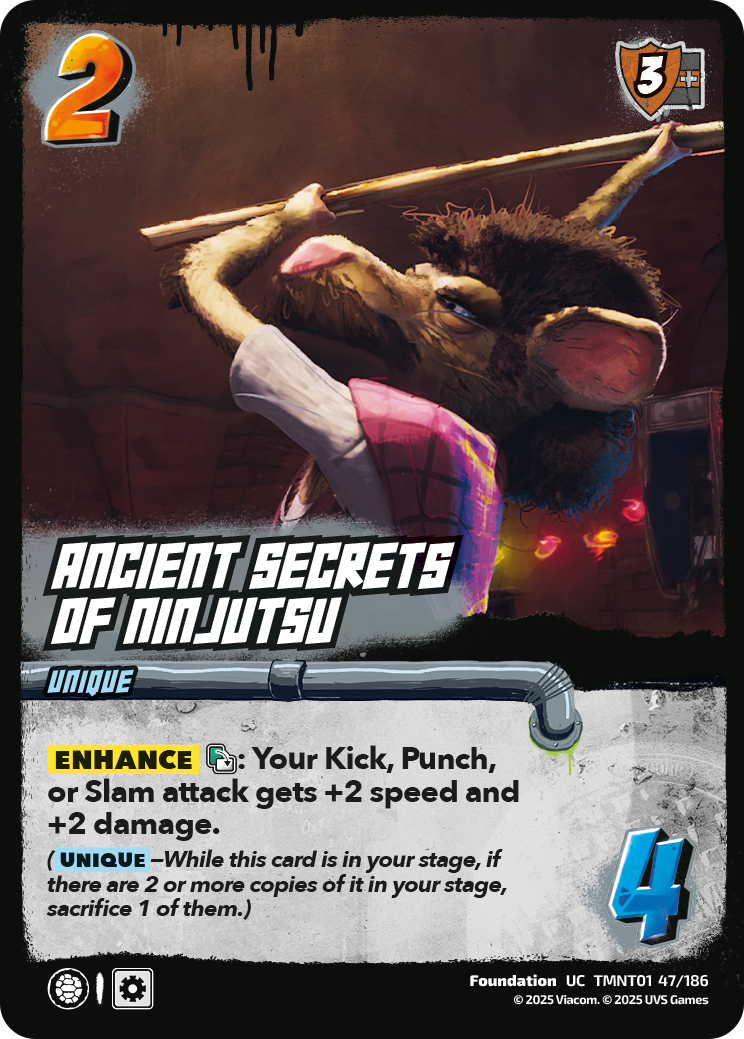 2
3
ANCIENT SECRETS
OF NINJUTSU
UNIQUE
ENHANCE F: Your Kick, Punch,
or Slam attack gets +2 speed and
+2 damage.
(UNIQUE—While this card is in your stage, if
there are 2 or more copies of it in your stage,
sacrifice 1 of them.)
4
Foundation UC TMNT01 47/186
© 2025 Viacom. © 2025 UVS Games